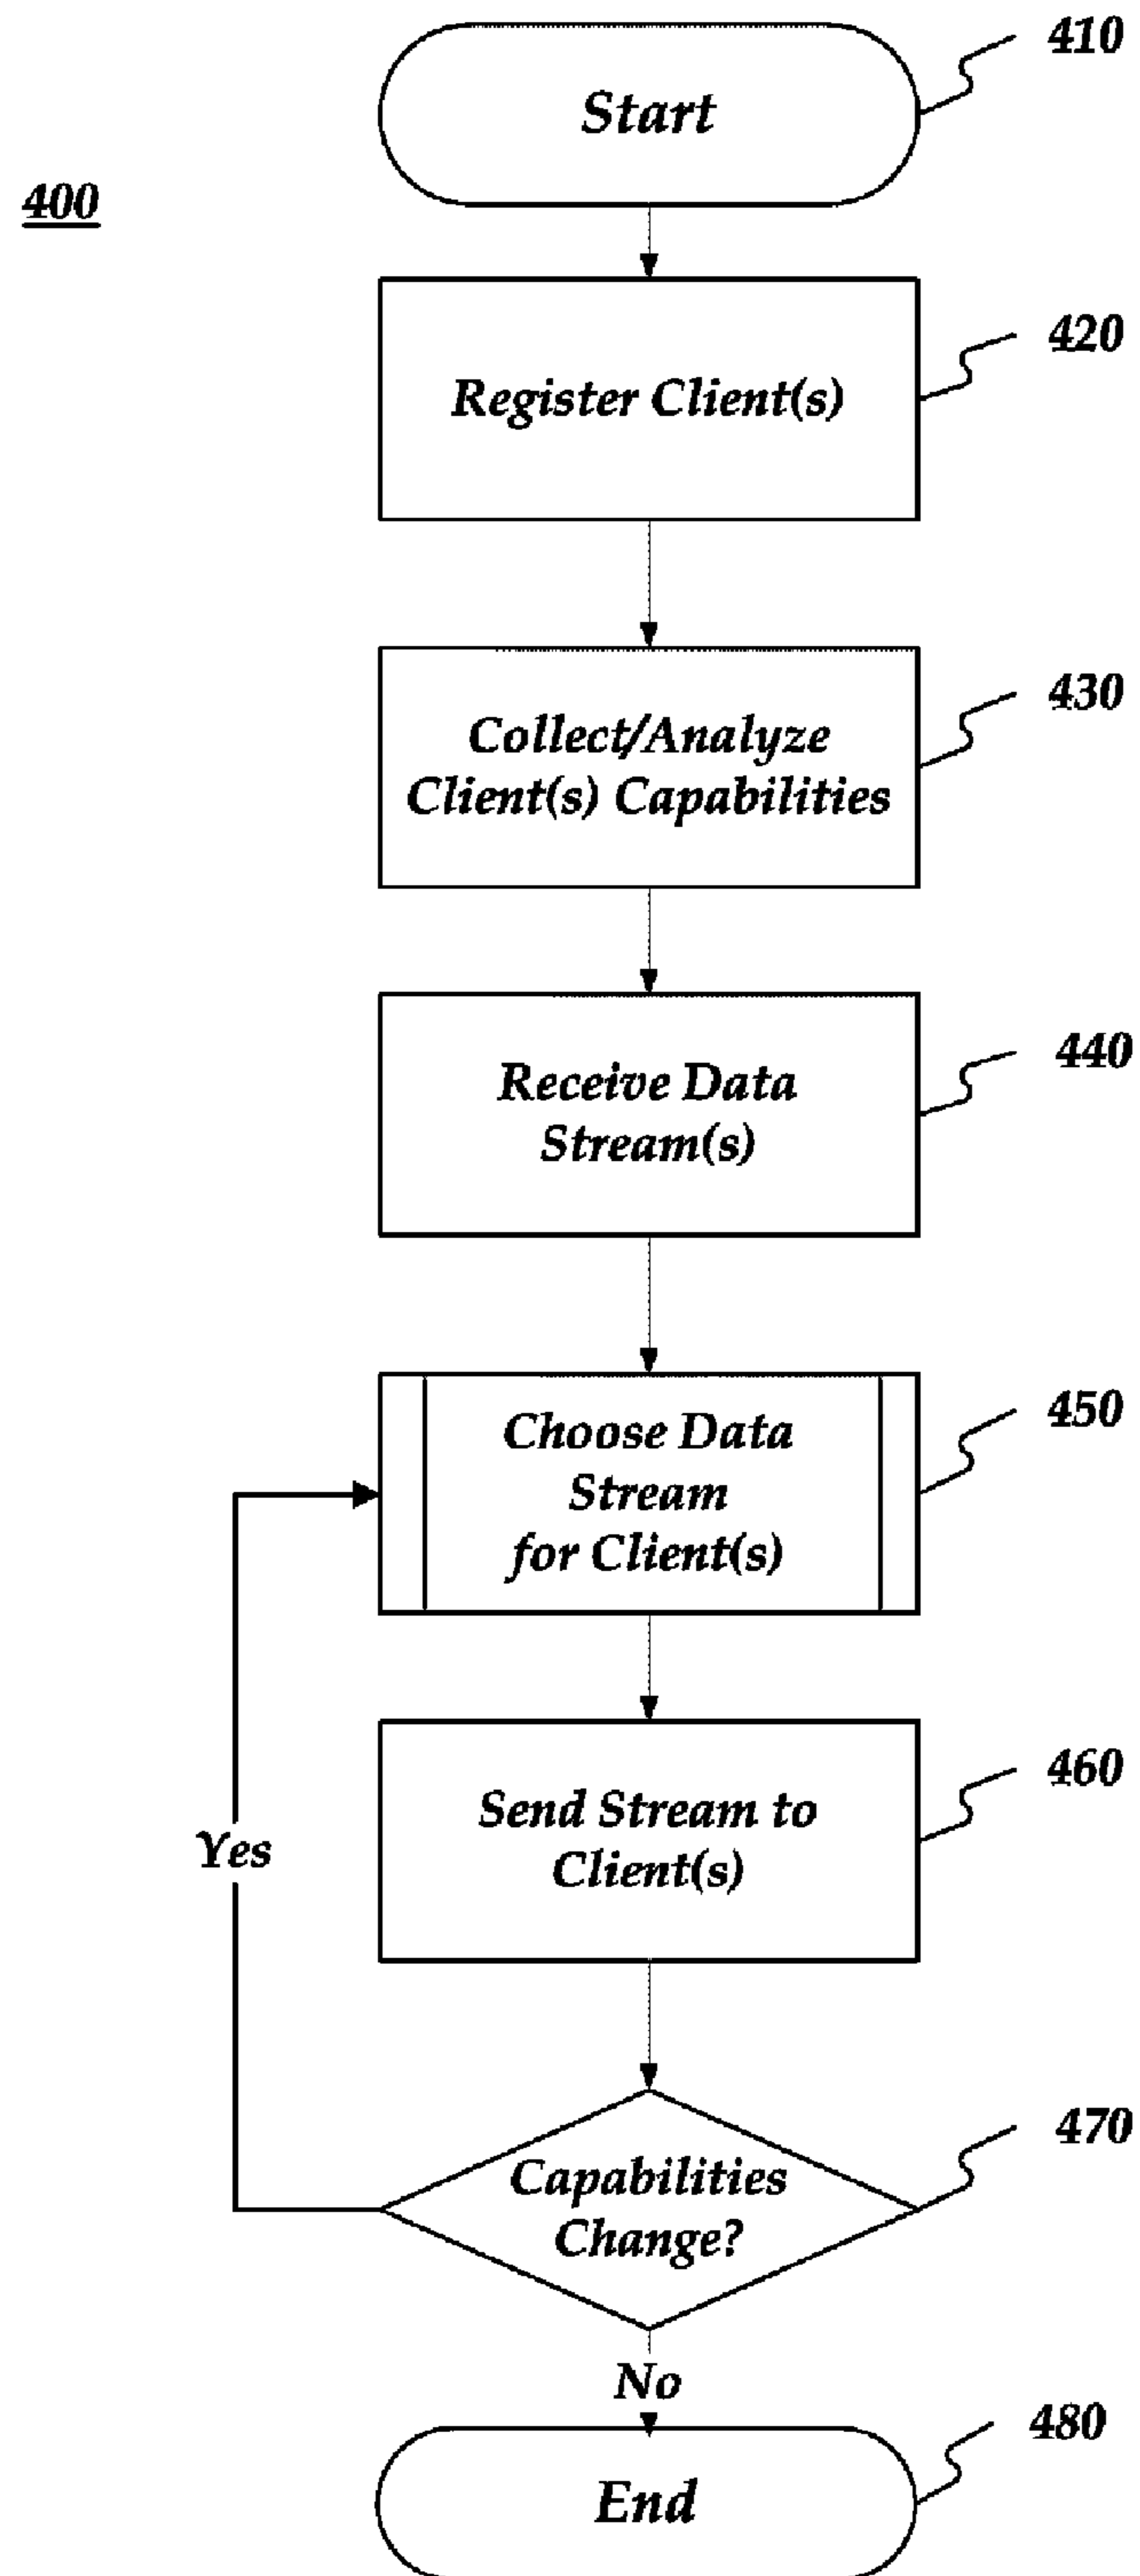 410
Start
400
420
Register Client(s)
430
Collect/Analyze
Client(s) Capabilities
440
Receive Data
Stream(s)
450
Choose Data
Stream
for Client(s)
460
Send Stream to
Client(s)
Yes
470
Capabilities
Change?
No
480
End